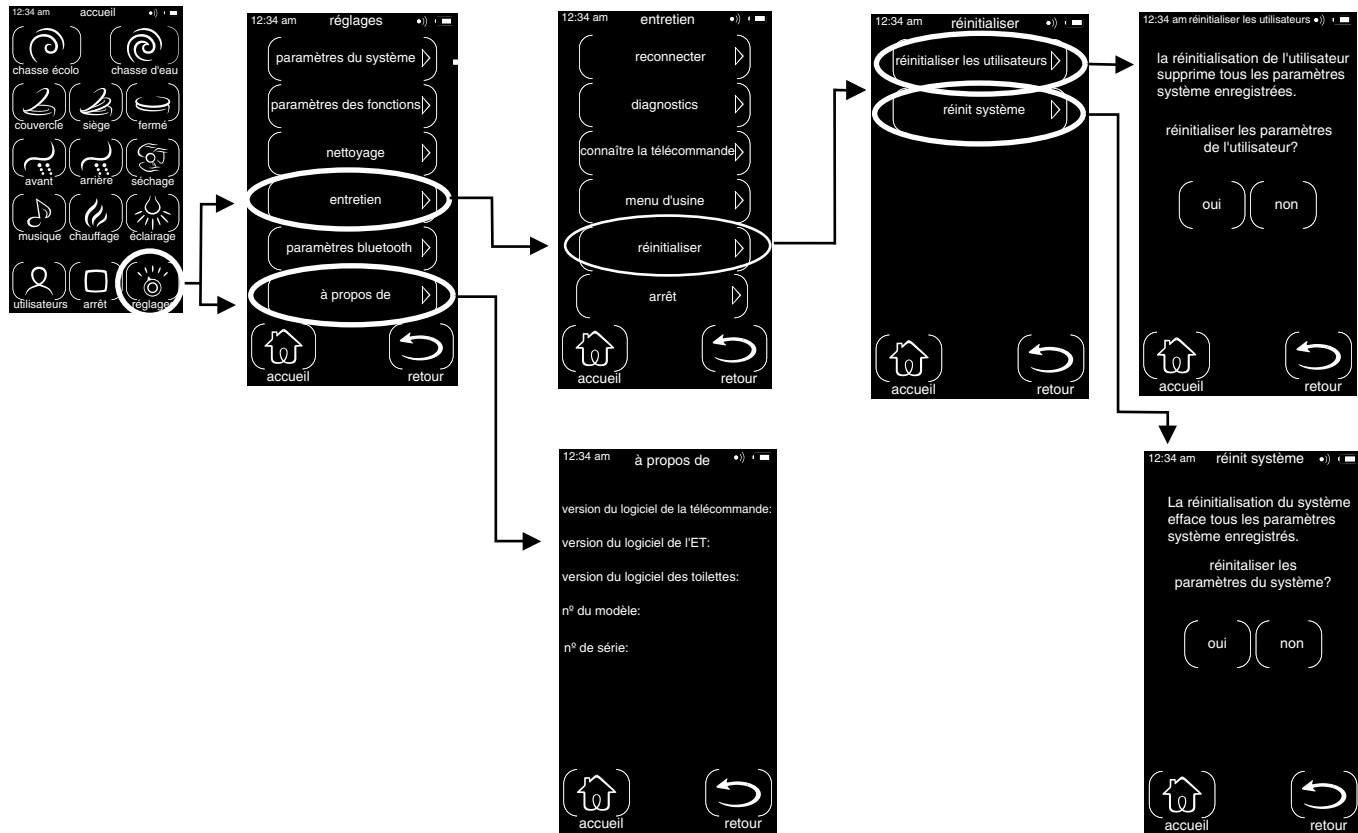 12:34 am accueil
chasse écolo chasse d'eau
couvercle siège fermé
avant arrière séchage
musique chauffage éclairage
utilisateurs arrêt réglages
12:34 am réglages
paramètres du système
paramètres des fonctions
nettoyage
entretien
paramètres bluetooth
à propos de
accueil retour
12:34 am entretien
reconnecter
diagnostics
connaître la télécommande
menu d'usine
réinitialiser
arrêt
accueil retour
12:34 am réinitialiser
réinitialiser les utilisateurs
réinit système
accueil retour
12:34 am réinitialiser les utilisateurs
la réinitialisation de l'utilisateur
supprime tous les paramètres
système enregistrées.
réinitialiser les paramètres
de l'utilisateur?
oui non
accueil retour
12:34 am à propos de
version du logiciel de la télécommande:
version du logiciel de l'ET:
version du logiciel des toilettes:
nº du modèle:
nº de série:
accueil retour
12:34 am réinit système
La réinitialisation du système
efface tous les paramètres
système enregistrés.
réinitaliser les
paramètres du système?
oui non
accueil retour